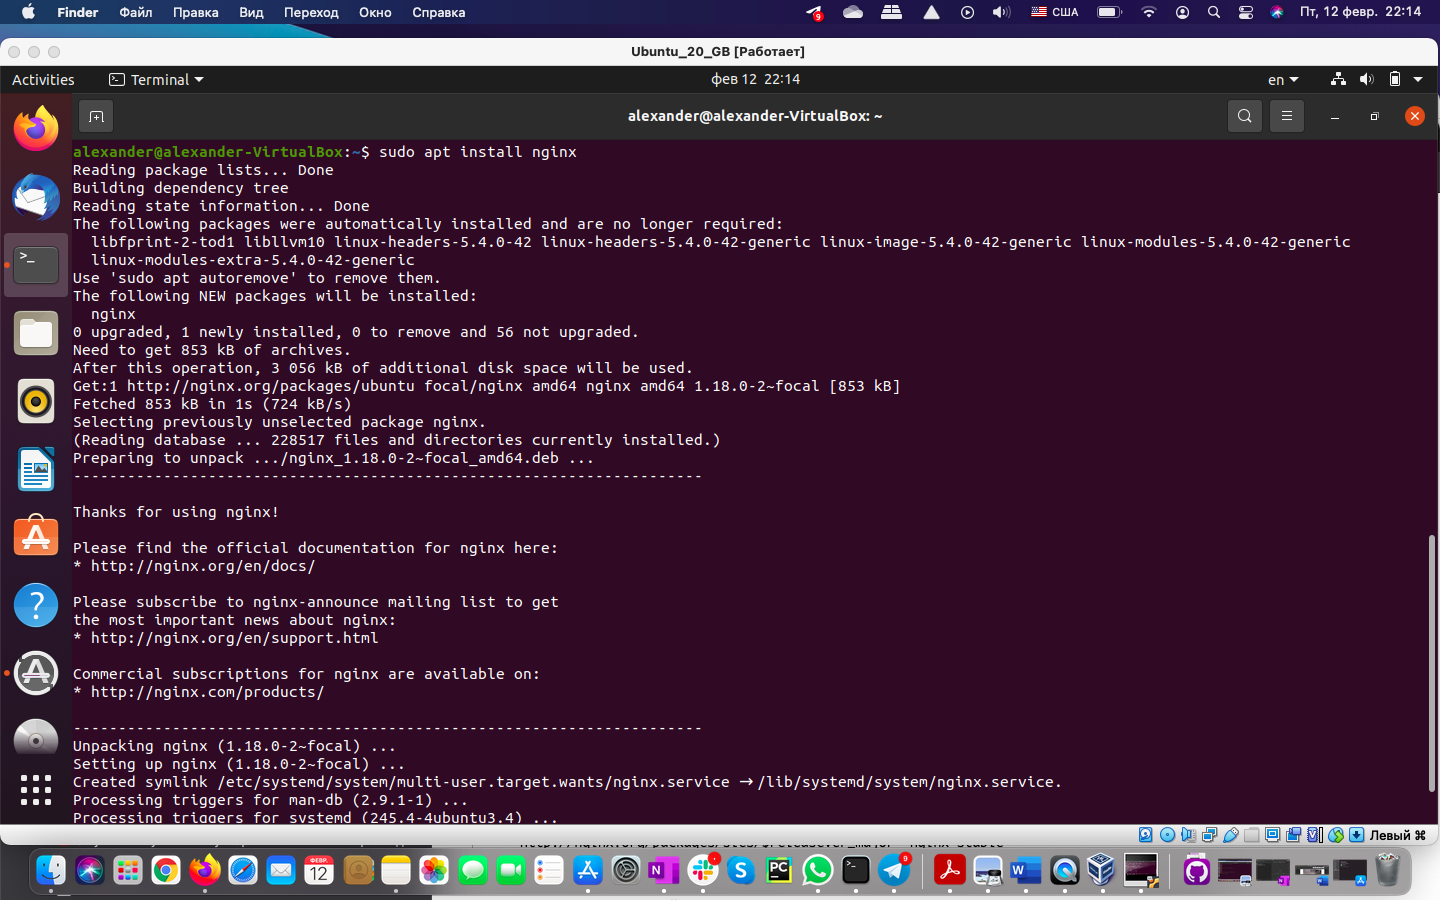 Finder Файл Правка Вид Переход Окно Справка 9 США Пт, 12 февр. 22:14
Ubuntu_20_GB [Работает]
Activities Terminal фев 12 22:14 en
alexander@alexander-VirtualBox: ~
alexander@alexander-VirtualBox:~$ sudo apt install nginx
Reading package lists... Done
Building dependency tree
Reading state information... Done
The following packages were automatically installed and are no longer required:
libfprint-2-tod1 libllvm10 linux-headers-5.4.0-42 linux-headers-5.4.0-42-generic linux-image-5.4.0-42-generic linux-modules-5.4.0-42-generic
linux-modules-extra-5.4.0-42-generic
Use 'sudo apt autoremove' to remove them.
The following NEW packages will be installed:
nginx
0 upgraded, 1 newly installed, 0 to remove and 56 not upgraded.
Need to get 853 kB of archives.
After this operation, 3 056 kB of additional disk space will be used.
Get:1 http://nginx.org/packages/ubuntu focal/nginx amd64 nginx amd64 1.18.0-2~focal [853 kB]
Fetched 853 kB in 1s (724 kB/s)
Selecting previously unselected package nginx.
(Reading database ... 228517 files and directories currently installed.)
Preparing to unpack .../nginx_1.18.0-2~focal_amd64.deb ...
----------------------------------------------------------------------
Thanks for using nginx!
Please find the official documentation for nginx here:
* http://nginx.org/en/docs/
Please subscribe to nginx-announce mailing list to get
the most important news about nginx:
* http://nginx.org/en/support.html
Commercial subscriptions for nginx are available on:
* http://nginx.com/products/
----------------------------------------------------------------------
Unpacking nginx (1.18.0-2~focal) ...
Setting up nginx (1.18.0-2~focal) ...
Created symlink /etc/systemd/system/multi-user.target.wants/nginx.service → /lib/systemd/system/nginx.service.
Processing triggers for man-db (2.9.1-1) ...
Processing triggers for systemd (245.4-4ubuntu3.4) ...
Левый ⌘
ФЕВР.
12
PC
9